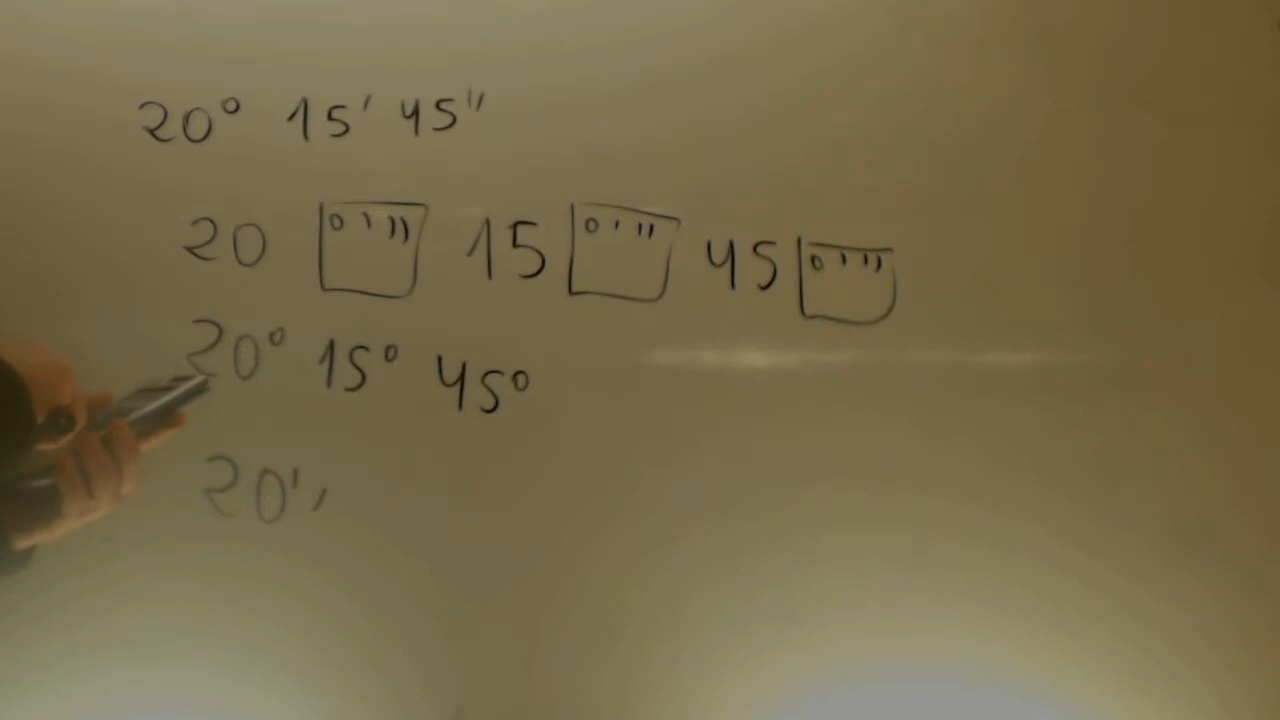 20° 15' 45"
20 ° ' " 15 ° ' " 45 ° ' "
20° 15° 45°
20' ,